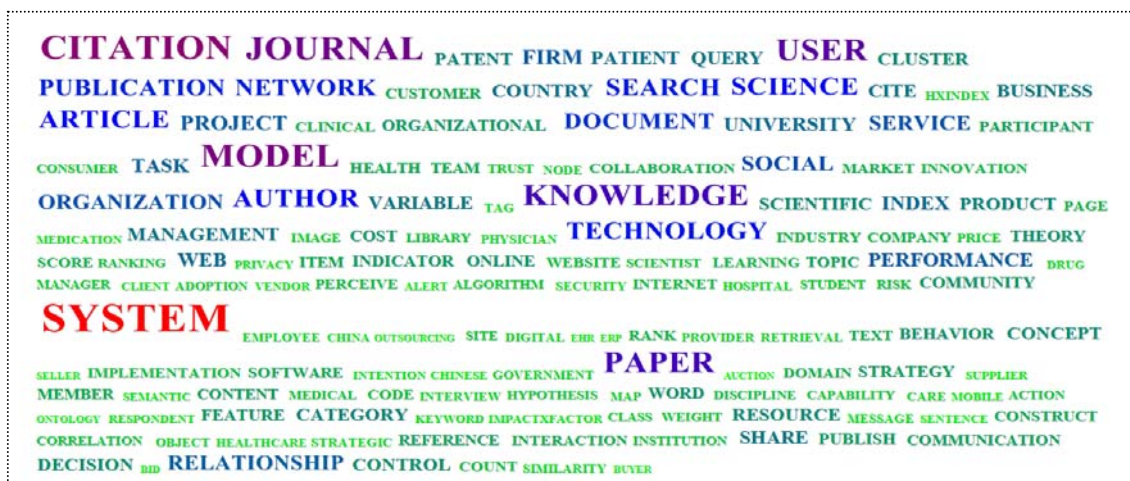 CITATION JOURNAL PATENT FIRM PATIENT QUERY USER CLUSTER
PUBLICATION NETWORK CUSTOMER COUNTRY SEARCH SCIENCE CITE HXINDEX BUSINESS
ARTICLE PROJECT CLINICAL ORGANIZATIONAL DOCUMENT UNIVERSITY SERVICE PARTICIPANT
CONSUMER TASK MODEL HEALTH TEAM TRUST NODE COLLABORATION SOCIAL MARKET INNOVATION
ORGANIZATION AUTHOR VARIABLE TAG KNOWLEDGE SCIENTIFIC INDEX PRODUCT PAGE
MEDICATION MANAGEMENT IMAGE COST LIBRARY PHYSICIAN TECHNOLOGY INDUSTRY COMPANY PRICE THEORY
SCORE RANKING WEB PRIVACY ITEM INDICATOR ONLINE WEBSITE SCIENTIST LEARNING TOPIC PERFORMANCE DRUG
MANAGER CLIENT ADOPTION VENDOR PERCEIVE ALERT ALGORITHM SECURITY INTERNET HOSPITAL STUDENT RISK COMMUNITY
SYSTEM EMPLOYEE CHINA OUTSOURCING SITE DIGITAL EHR ERP RANK PROVIDER RETRIEVAL TEXT BEHAVIOR CONCEPT
SELLER IMPLEMENTATION SOFTWARE INTENTION CHINESE GOVERNMENT PAPER AUCTION DOMAIN STRATEGY SUPPLIER
MEMBER SEMANTIC CONTENT MEDICAL CODE INTERVIEW HYPOTHESIS MAP WORD DISCIPLINE CAPABILITY CARE MOBILE ACTION
ONTOLOGY RESPONDENT FEATURE CATEGORY KEYWORD IMPACTXFACTOR CLASS WEIGHT RESOURCE MESSAGE SENTENCE CONSTRUCT
CORRELATION OBJECT HEALTHCARE STRATEGIC REFERENCE INTERACTION INSTITUTION SHARE PUBLISH COMMUNICATION
DECISION BID RELATIONSHIP CONTROL COUNT SIMILARITY BUYER